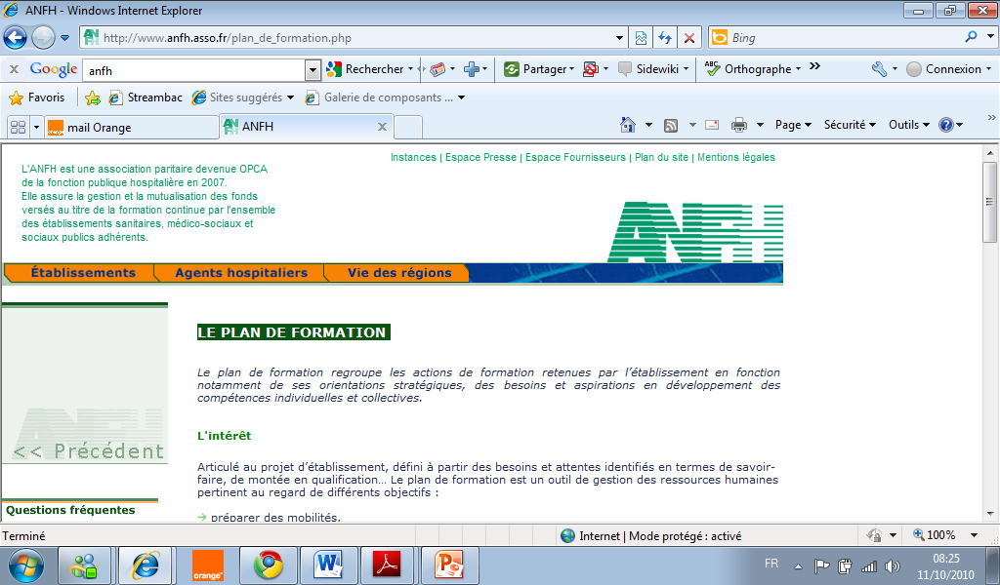 ANFH - Windows Internet Explorer
http://www.anfh.asso.fr/plan_de_formation.php
Bing
x Google anfh Rechercher Partager Sidewiki ABC Orthographe » Connexion
Favoris Streambac Sites suggérés Galerie de composants ...
mail Orange ANFH x Page Sécurité Outils »
Instances | Espace Presse | Espace Fournisseurs | Plan du site | Mentions légales
L'ANFH est une association paritaire devenue OPCA
de la fonction publique hospitalière en 2007.
Elle assure la gestion et la mutualisation des fonds
versés au titre de la formation continue par l'ensemble
des établissements sanitaires, médico-sociaux et
sociaux publics adhérents.
ANFH
Établissements Agents hospitaliers Vie des régions
LE PLAN DE FORMATION
Le plan de formation regroupe les actions de formation retenues par l'établissement en fonction
notamment de ses orientations stratégiques, des besoins et aspirations en développement des
compétences individuelles et collectives.
ANFH
<< Précédent
L'intérêt
Articulé au projet d'établissement, défini à partir des besoins et attentes identifiés en termes de savoir-
faire, de montée en qualification… Le plan de formation est un outil de gestion des ressources humaines
pertinent au regard de différents objectifs :
Questions fréquentes
→ préparer des mobilités,
Terminé Internet | Mode protégé : activé 100%
orange FR 08:25
11/10/2010